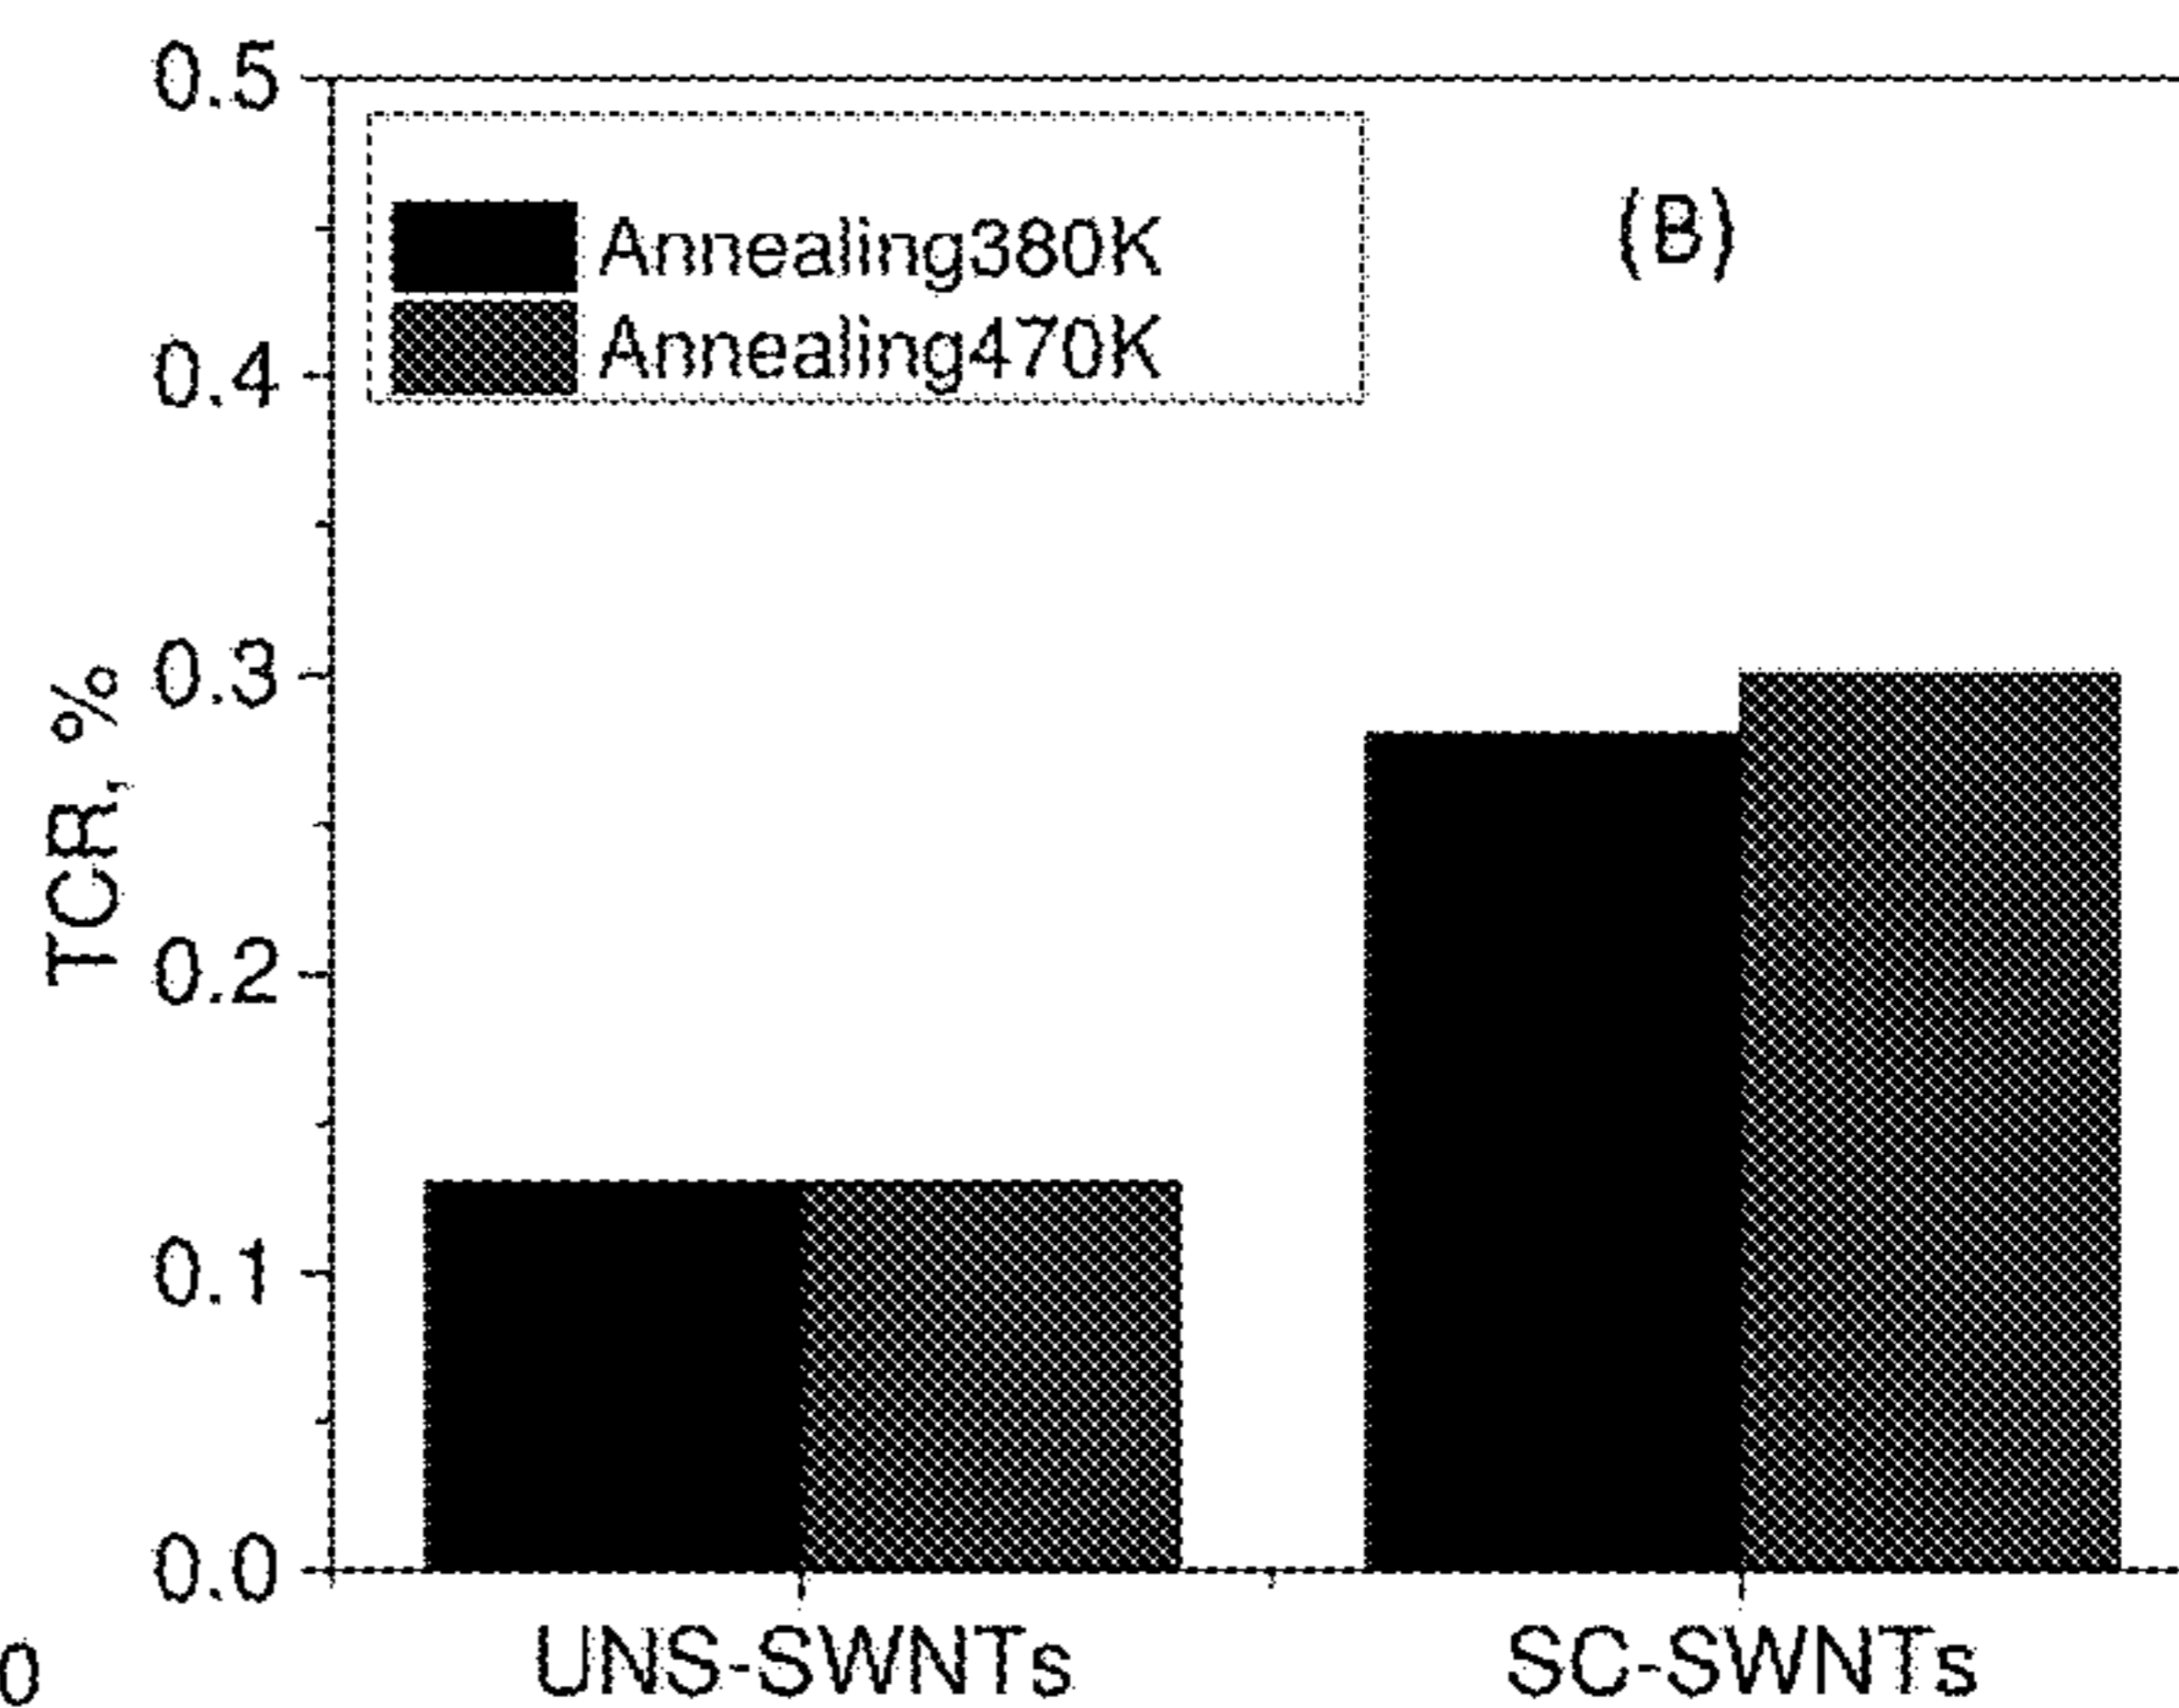 0.5
Annealing380K
(B)
Annealing470K
0.4
0.3
TCR, %
0.2
0.1
0.0
0
UNS-SWNTs
SC-SWNTs